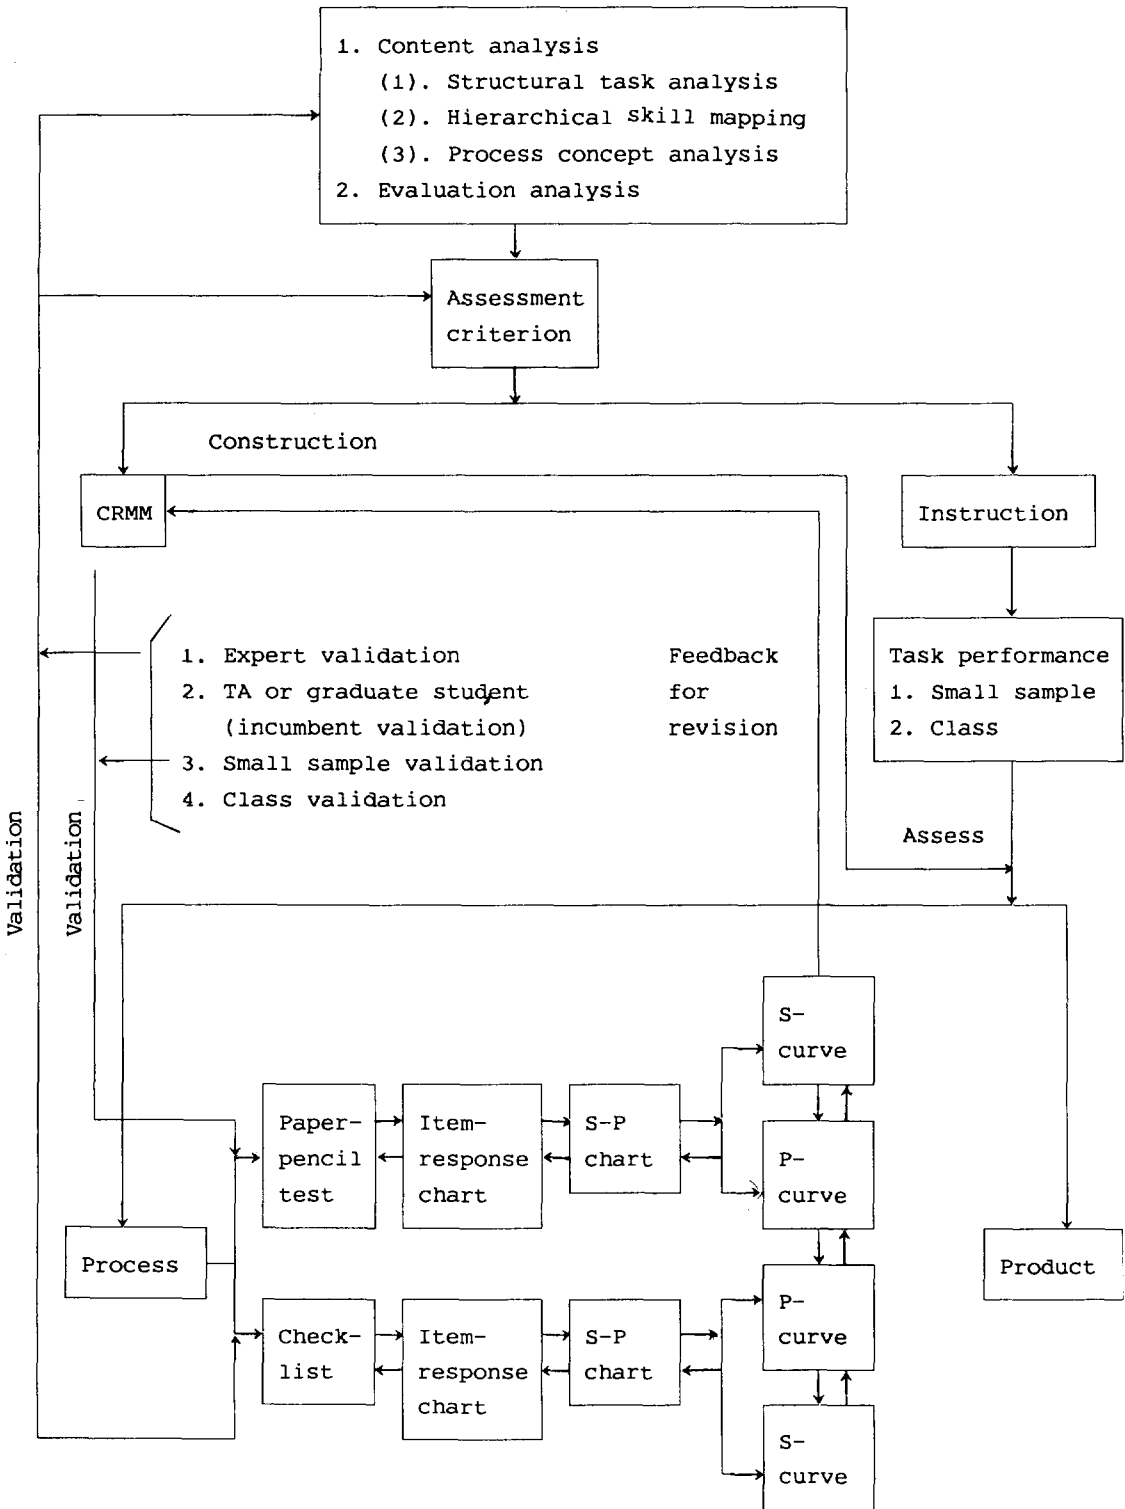 1. Content analysis
(1). Structural task analysis
(2). Hierarchical skill mapping
(3). Process concept analysis
2. Evaluation analysis
Assessment
criterion
Construction
CRMM
Instruction
1. Expert validation
2. TA or graduate student
(incumbent validation)
3. Small sample validation
4. Class validation
Feedback
for
revision
Task performance
1. Small sample
2. Class
Validation
Validation
Assess
S-
curve
Paper-
pencil
test
Item-
response
chart
S-P
chart
P-
curve
Process
Product
Check-
list
Item-
response
chart
S-P
chart
P-
curve
S-
curve